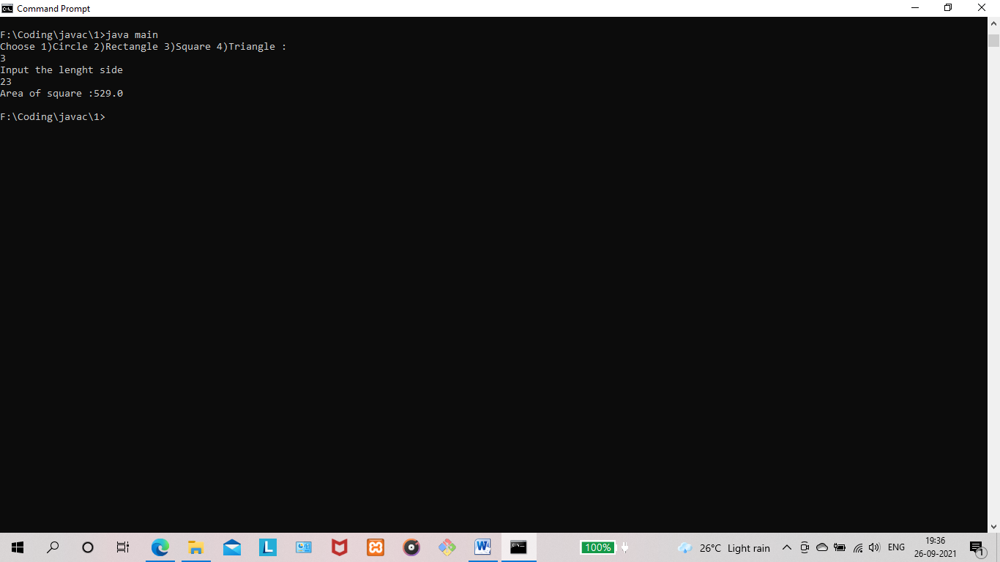 Command Prompt
F:\Coding\javac\1>java main
Choose 1)Circle 2)Rectangle 3)Square 4)Triangle :
3
Input the lenght side
23
Area of square :529.0
F:\Coding\javac\1>
100%
26°C Light rain
ENG
19:36
26-09-2021
1